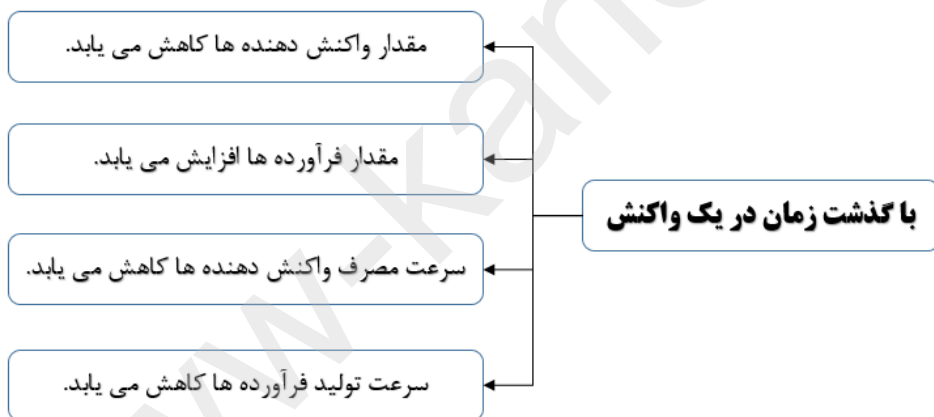 با گذشت زمان در یک واکنش
مقدار واکنش دهنده ها کاهش می یابد.
مقدار فرآورده ها افزایش می یابد.
سرعت مصرف واکنش دهنده ها کاهش می یابد.
سرعت تولید فرآورده ها کاهش می یابد.